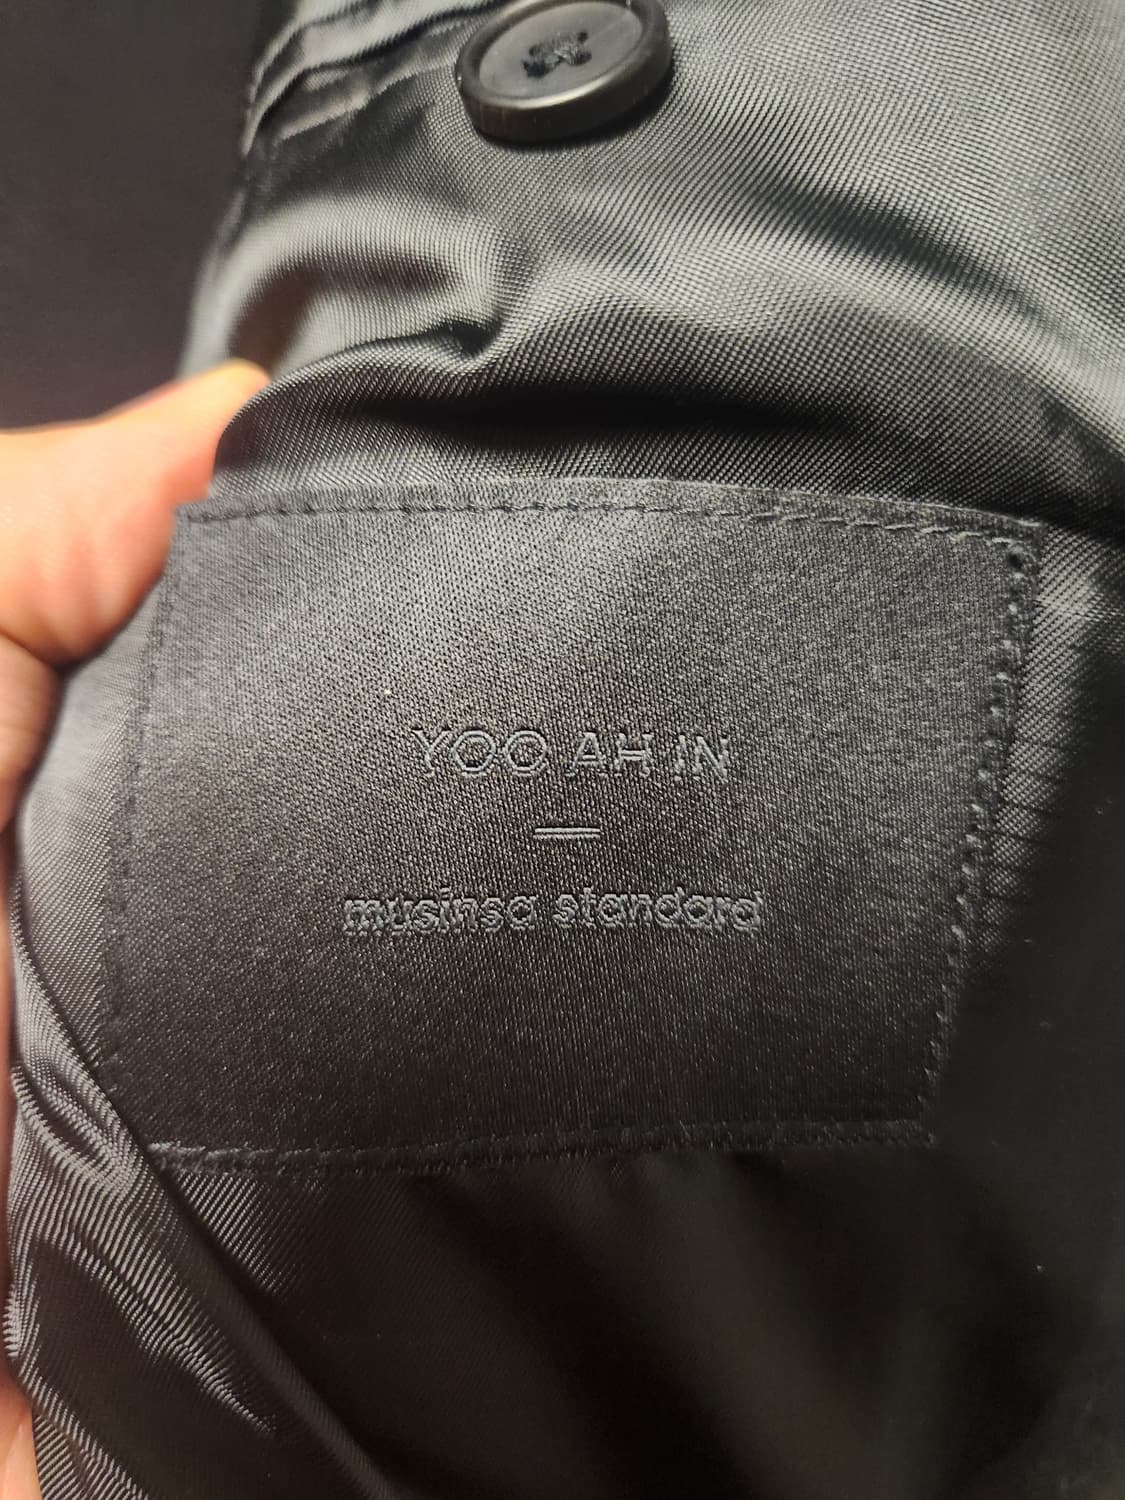 YOO AH IN
—
musinsa standard